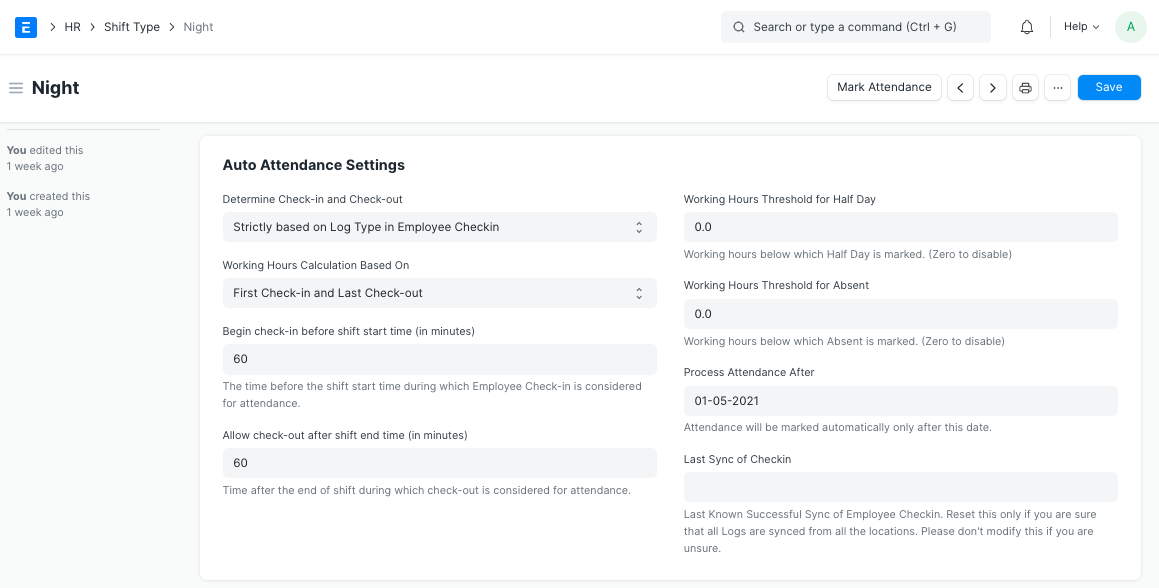 E
HR
Shift Type
Night
Search or type a command (Ctrl + G)
Help
A
Night
Mark Attendance
...
Save
You edited this
1 week ago
You created this
1 week ago
Auto Attendance Settings
Determine Check-in and Check-out
Strictly based on Log Type in Employee Checkin
Working Hours Calculation Based On
First Check-in and Last Check-out
Begin check-in before shift start time (in minutes)
60
The time before the shift start time during which Employee Check-in is considered
for attendance.
Allow check-out after shift end time (in minutes)
60
Time after the end of shift during which check-out is considered for attendance.
Working Hours Threshold for Half Day
0.0
Working hours below which Half Day is marked. (Zero to disable)
Working Hours Threshold for Absent
0.0
Working hours below which Absent is marked. (Zero to disable)
Process Attendance After
01-05-2021
Attendance will be marked automatically only after this date.
Last Sync of Checkin
Last Known Successful Sync of Employee Checkin. Reset this only if you are sure
that all Logs are synced from all the locations. Please don't modify this if you are
unsure.